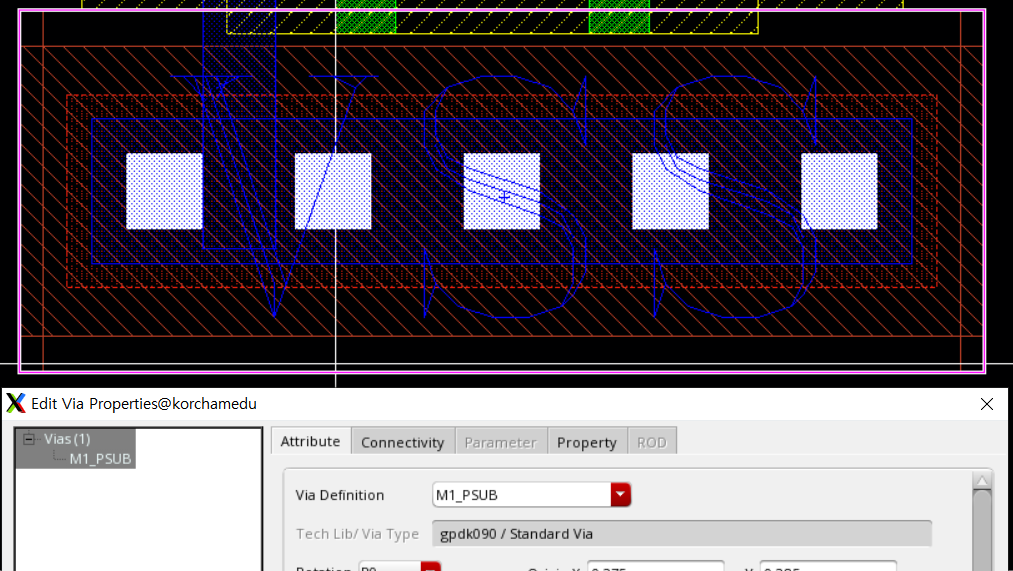 VSS
Edit Via Properties@korchamedu
Vias (1)
M1_PSUB
Attribute
Connectivity
Parameter
Property
ROD
Via Definition
M1_PSUB
Tech Lib/ Via Type
gpdk090 / Standard Via